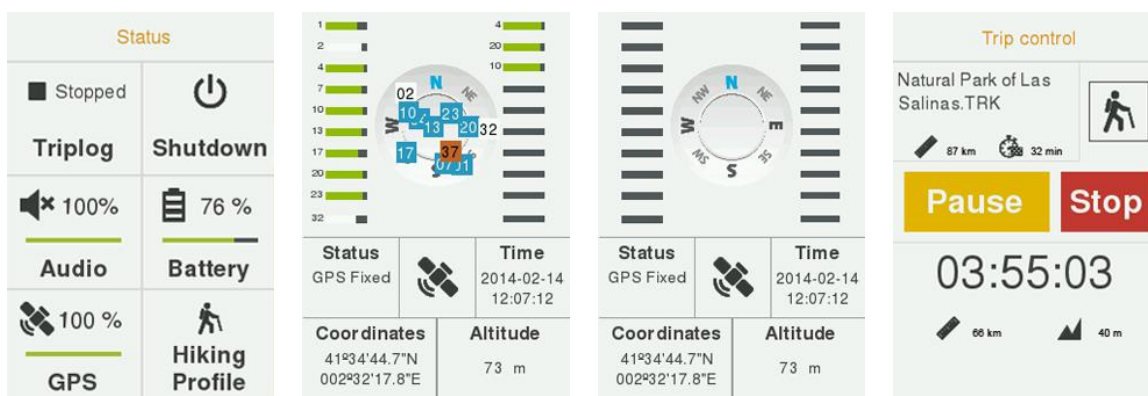 Status
Stopped
Triplog
Shutdown
100%
76 %
Audio
Battery
100 %
GPS
Hiking
Profile
1
2
4
7
10
13
17
20
23
32
4
20
10
N
NE
W
S
02
10
13
23
20
32
17
37
07
01
Status
GPS Fixed
Time
2014-02-14
12:07:12
Coordinates
41º34'44.7"N
002º32'17.8"E
Altitude
73 m
N
NE
E
SE
S
SW
W
NW
Status
GPS Fixed
Time
2014-02-14
12:07:12
Coordinates
41º34'44.7"N
002º32'17.8"E
Altitude
73 m
Trip control
Natural Park of Las
Salinas.TRK
87 km
32 min
Pause
Stop
03:55:03
66 km
40 m